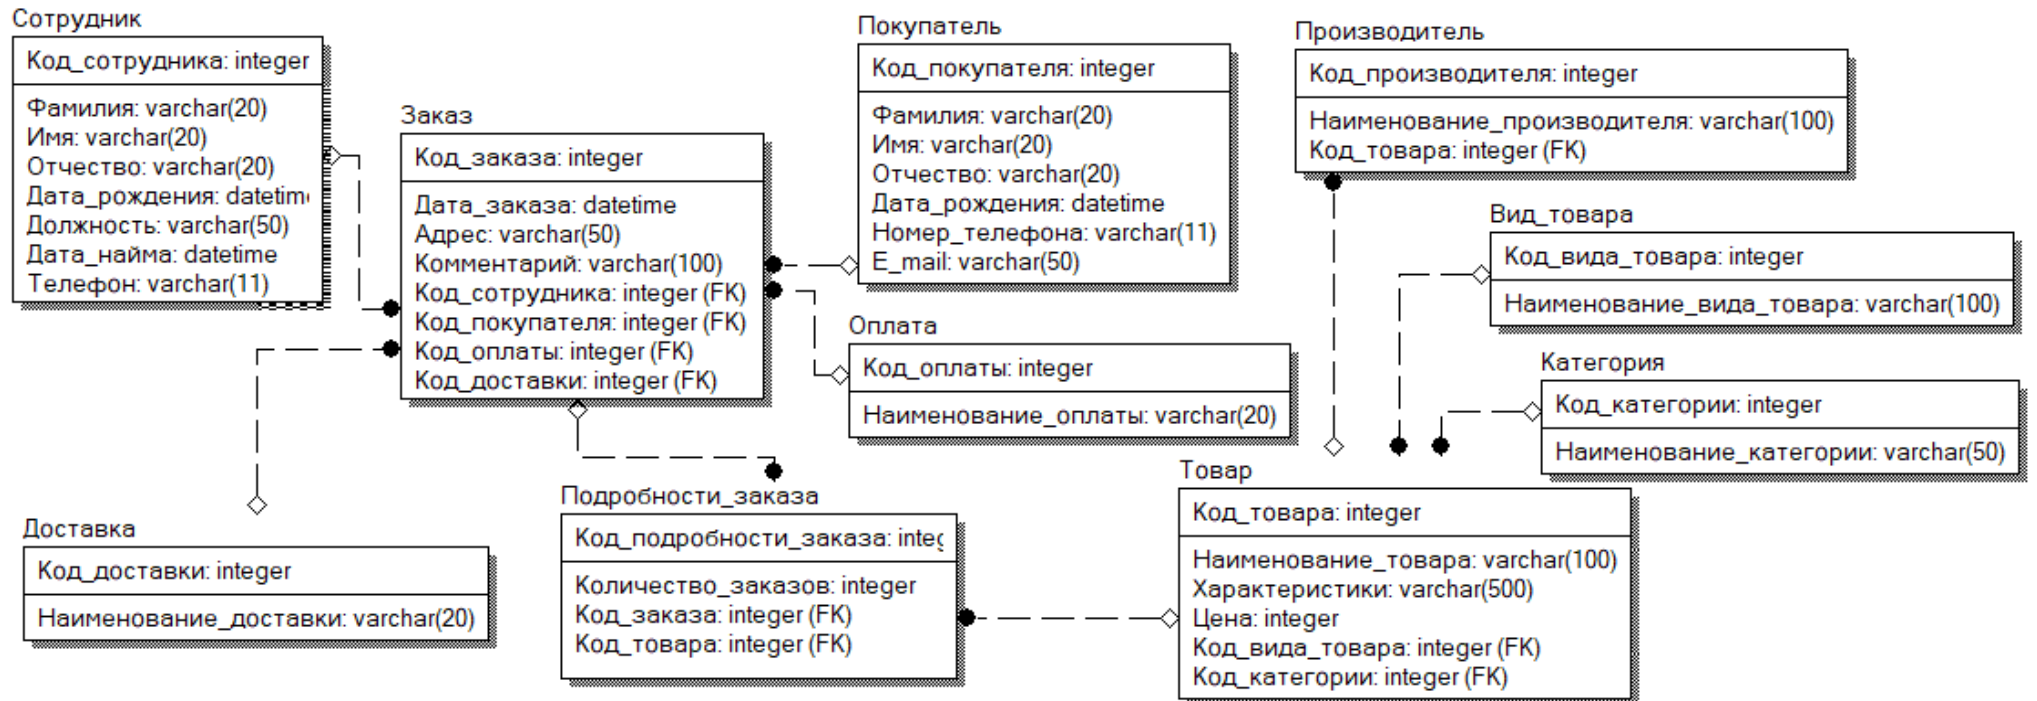 Сотрудник
Код_сотрудника: integer
Фамилия: varchar(20)
Имя: varchar(20)
Отчество: varchar(20)
Дата_рождения: datetim
Должность: varchar(50)
Дата_найма: datetime
Телефон: varchar(11)
Заказ
Код_заказа: integer
Дата_заказа: datetime
Адрес: varchar(50)
Комментарий: varchar(100)
Код_сотрудника: integer (FK)
Код_покупателя: integer (FK)
Код_оплаты: integer (FK)
Код_доставки: integer (FK)
Покупатель
Код_покупателя: integer
Фамилия: varchar(20)
Имя: varchar(20)
Отчество: varchar(20)
Дата_рождения: datetime
Номер_телефона: varchar(11)
E_mail: varchar(50)
Производитель
Код_производителя: integer
Наименование_производителя: varchar(100)
Код_товара: integer (FK)
Вид_товара
Код_вида_товара: integer
Наименование_вида_товара: varchar(100)
Оплата
Код_оплаты: integer
Наименование_оплаты: varchar(20)
Категория
Код_категории: integer
Наименование_категории: varchar(50)
Доставка
Код_доставки: integer
Наименование_доставки: varchar(20)
Подробности_заказа
Код_подробности_заказа: integ
Количество_заказов: integer
Код_заказа: integer (FK)
Код_товара: integer (FK)
Товар
Код_товара: integer
Наименование_товара: varchar(100)
Характеристики: varchar(500)
Цена: integer
Код_вида_товара: integer (FK)
Код_категории: integer (FK)